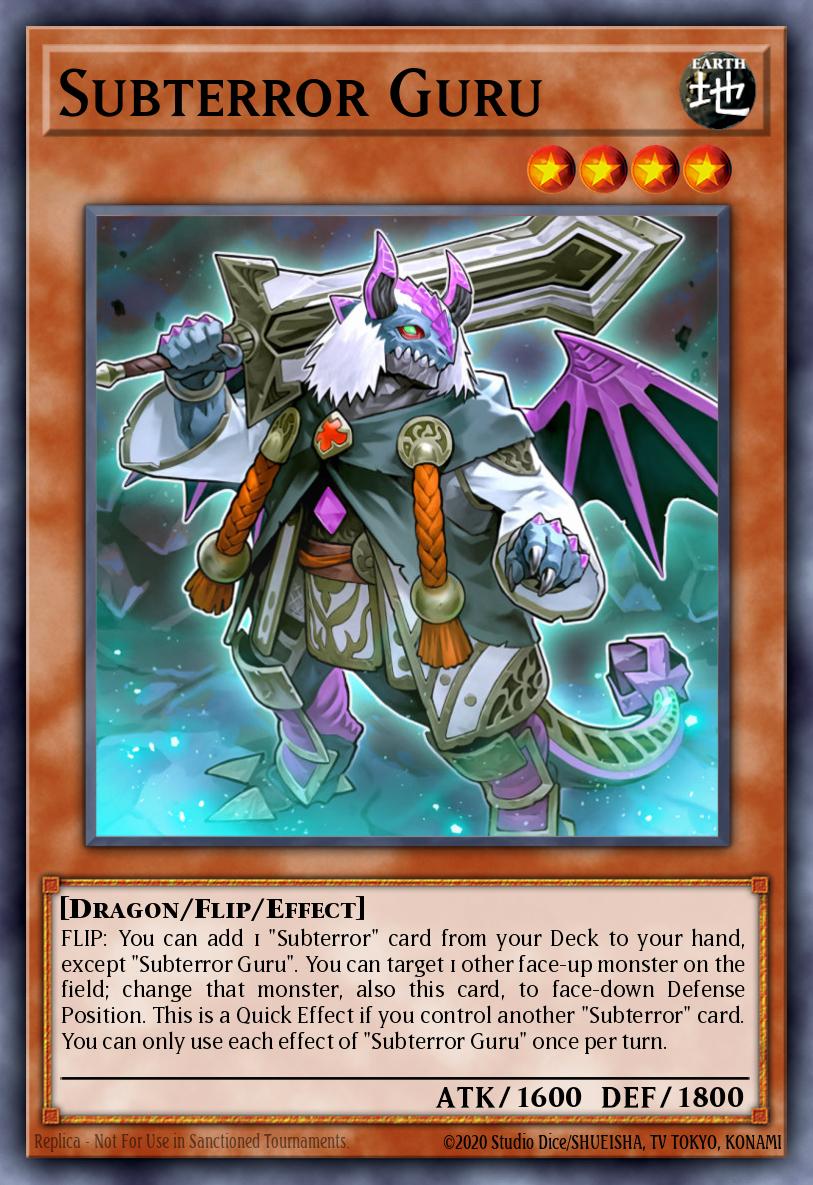 Subterror Guru
EARTH
地
[Dragon/Flip/Effect]
FLIP: You can add 1 "Subterror" card from your Deck to your hand,
except "Subterror Guru". You can target 1 other face-up monster on the
field; change that monster, also this card, to face-down Defense
Position. This is a Quick Effect if you control another "Subterror" card.
You can only use each effect of "Subterror Guru" once per turn.
ATK/1600 DEF/1800
Replica - Not For Use in Sanctioned Tournaments.
©2020 Studio Dice/SHUEISHA, TV TOKYO, KONAMI